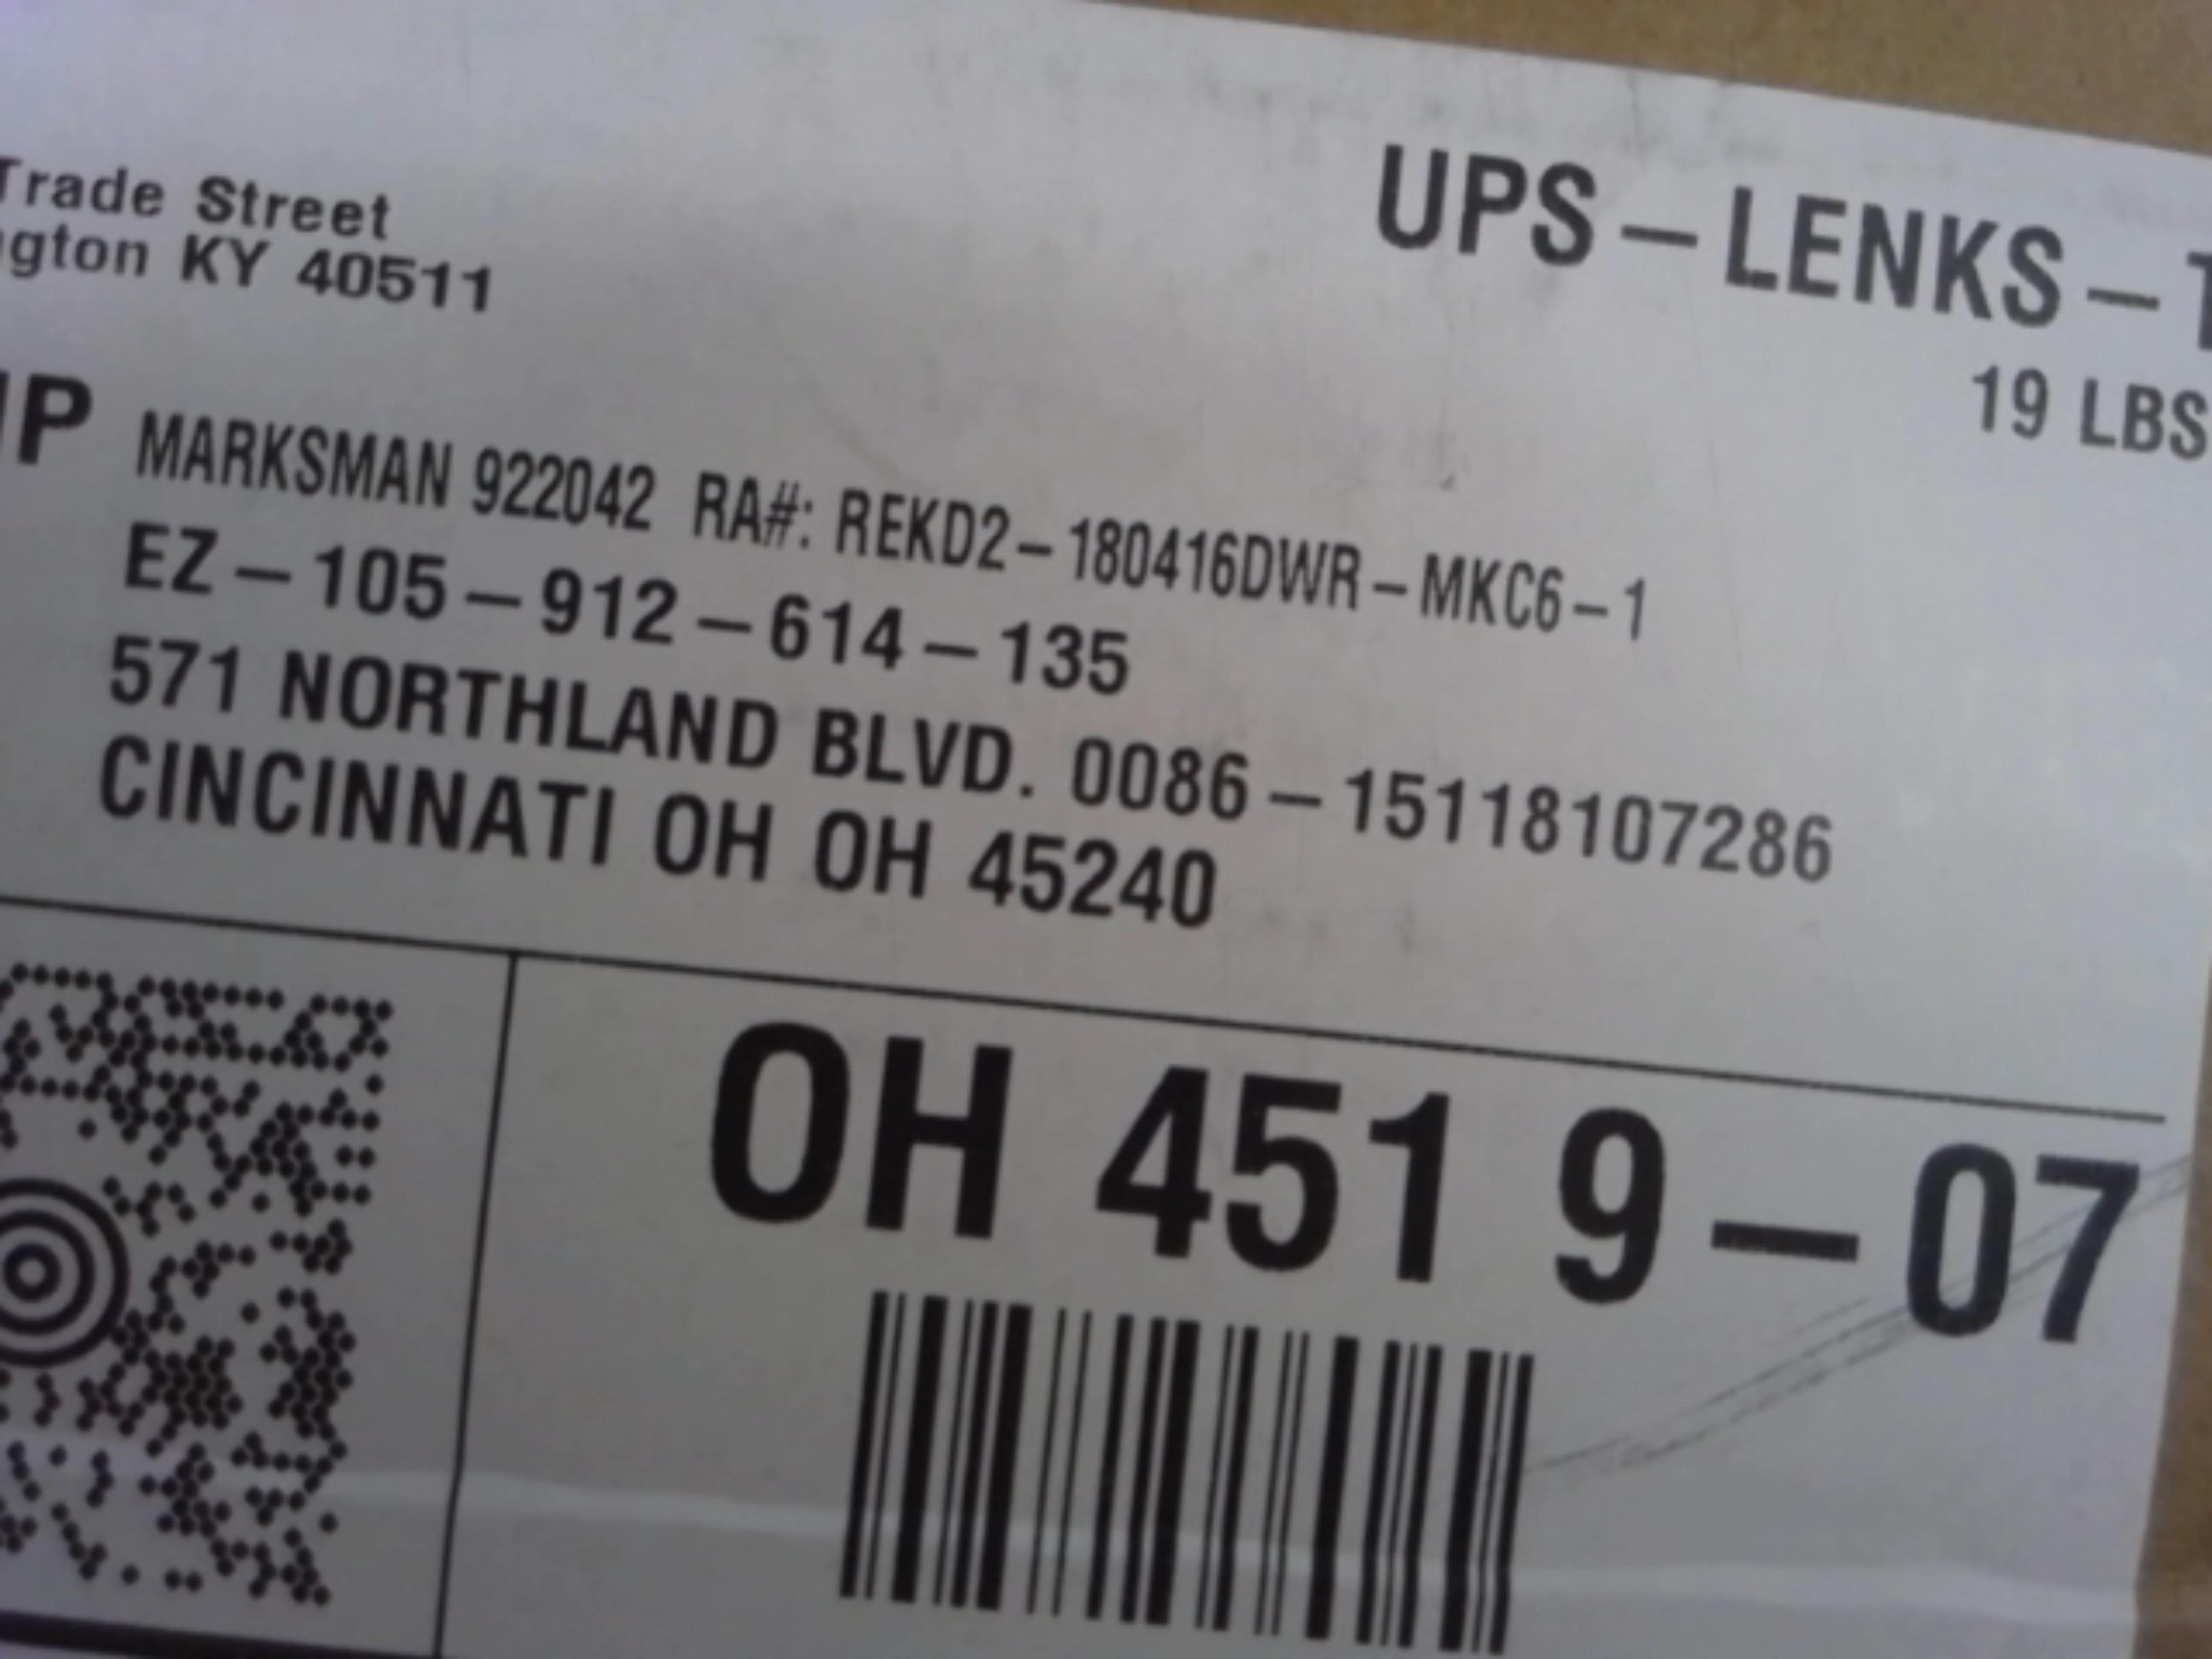 Trade Street
gton KY 40511
UPS – LENKS – T
19 LBS
IP MARKSMAN 922042 RA#: REKD2 – 180416DWR – MKC6 – 1
EZ – 105 – 912 – 614 – 135
571 NORTHLAND BLVD. 0086 – 15118107286
CINCINNATI OH OH 45240
OH 451 9 – 07